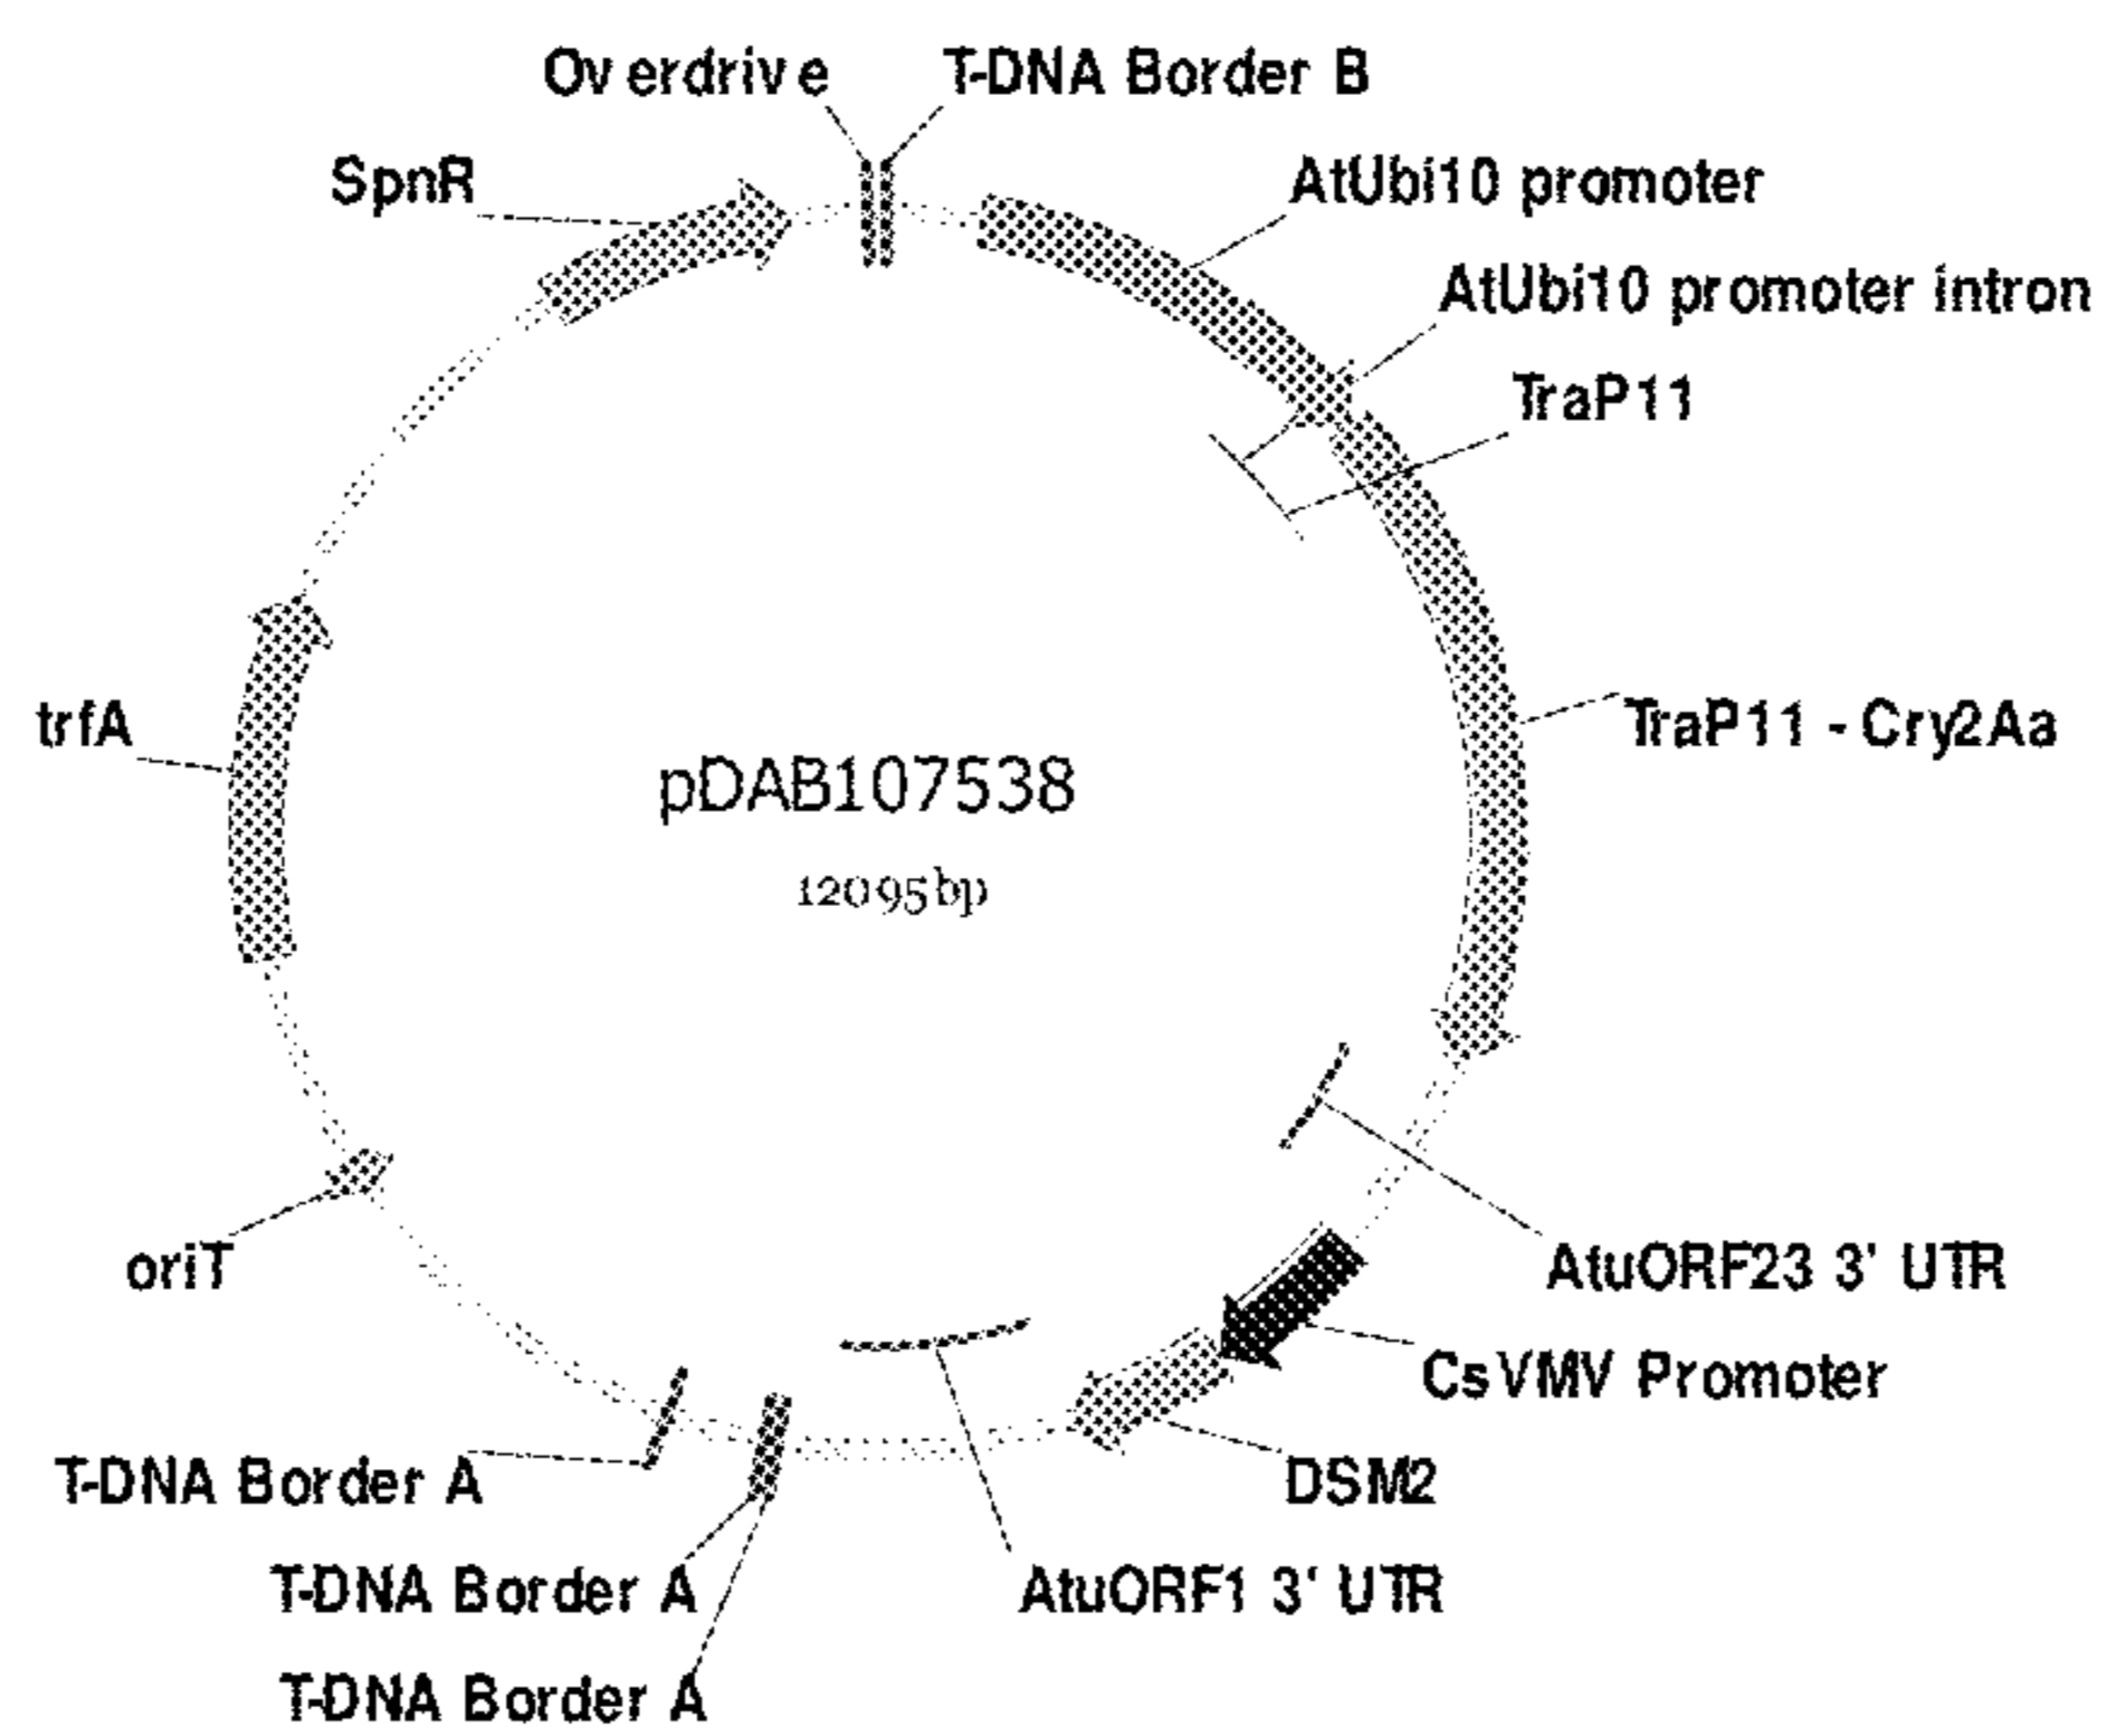 Overdrive
T-DNA Border B
SpnR
AtUbi10 promoter
AtUbi10 promoter intron
TraP11
trfA
TraP11 - Cry2Aa
pDAB107538
12095bp
oriT
AtuORF23 3' UTR
CsVMV Promoter
T-DNA Border A
DSM2
T-DNA Border A
AtuORF1 3' UTR
T-DNA Border A